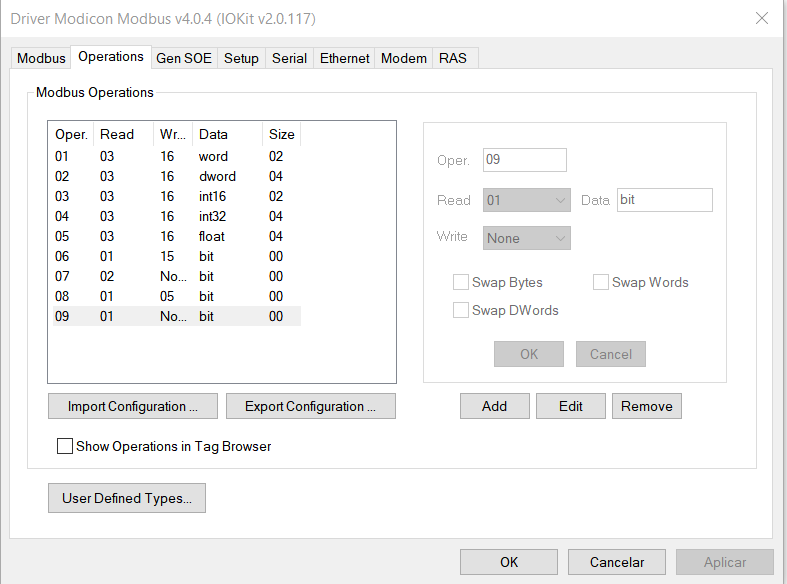 Driver Modicon Modbus v4.0.4 (IOKit v2.0.117)
Modbus Operations Gen SOE Setup Serial Ethernet Modem RAS
Modbus Operations
Oper. Read Wr... Data Size
01 03 16 word 02
02 03 16 dword 04
03 03 16 int16 02
04 03 16 int32 04
05 03 16 float 04
06 01 15 bit 00
07 02 No... bit 00
08 01 05 bit 00
09 01 No... bit 00
Oper. 09
Read 01 Data bit
Write None
Swap Bytes Swap Words
Swap DWords
OK Cancel
Import Configuration ... Export Configuration ... Add Edit Remove
Show Operations in Tag Browser
User Defined Types...
OK Cancelar Aplicar